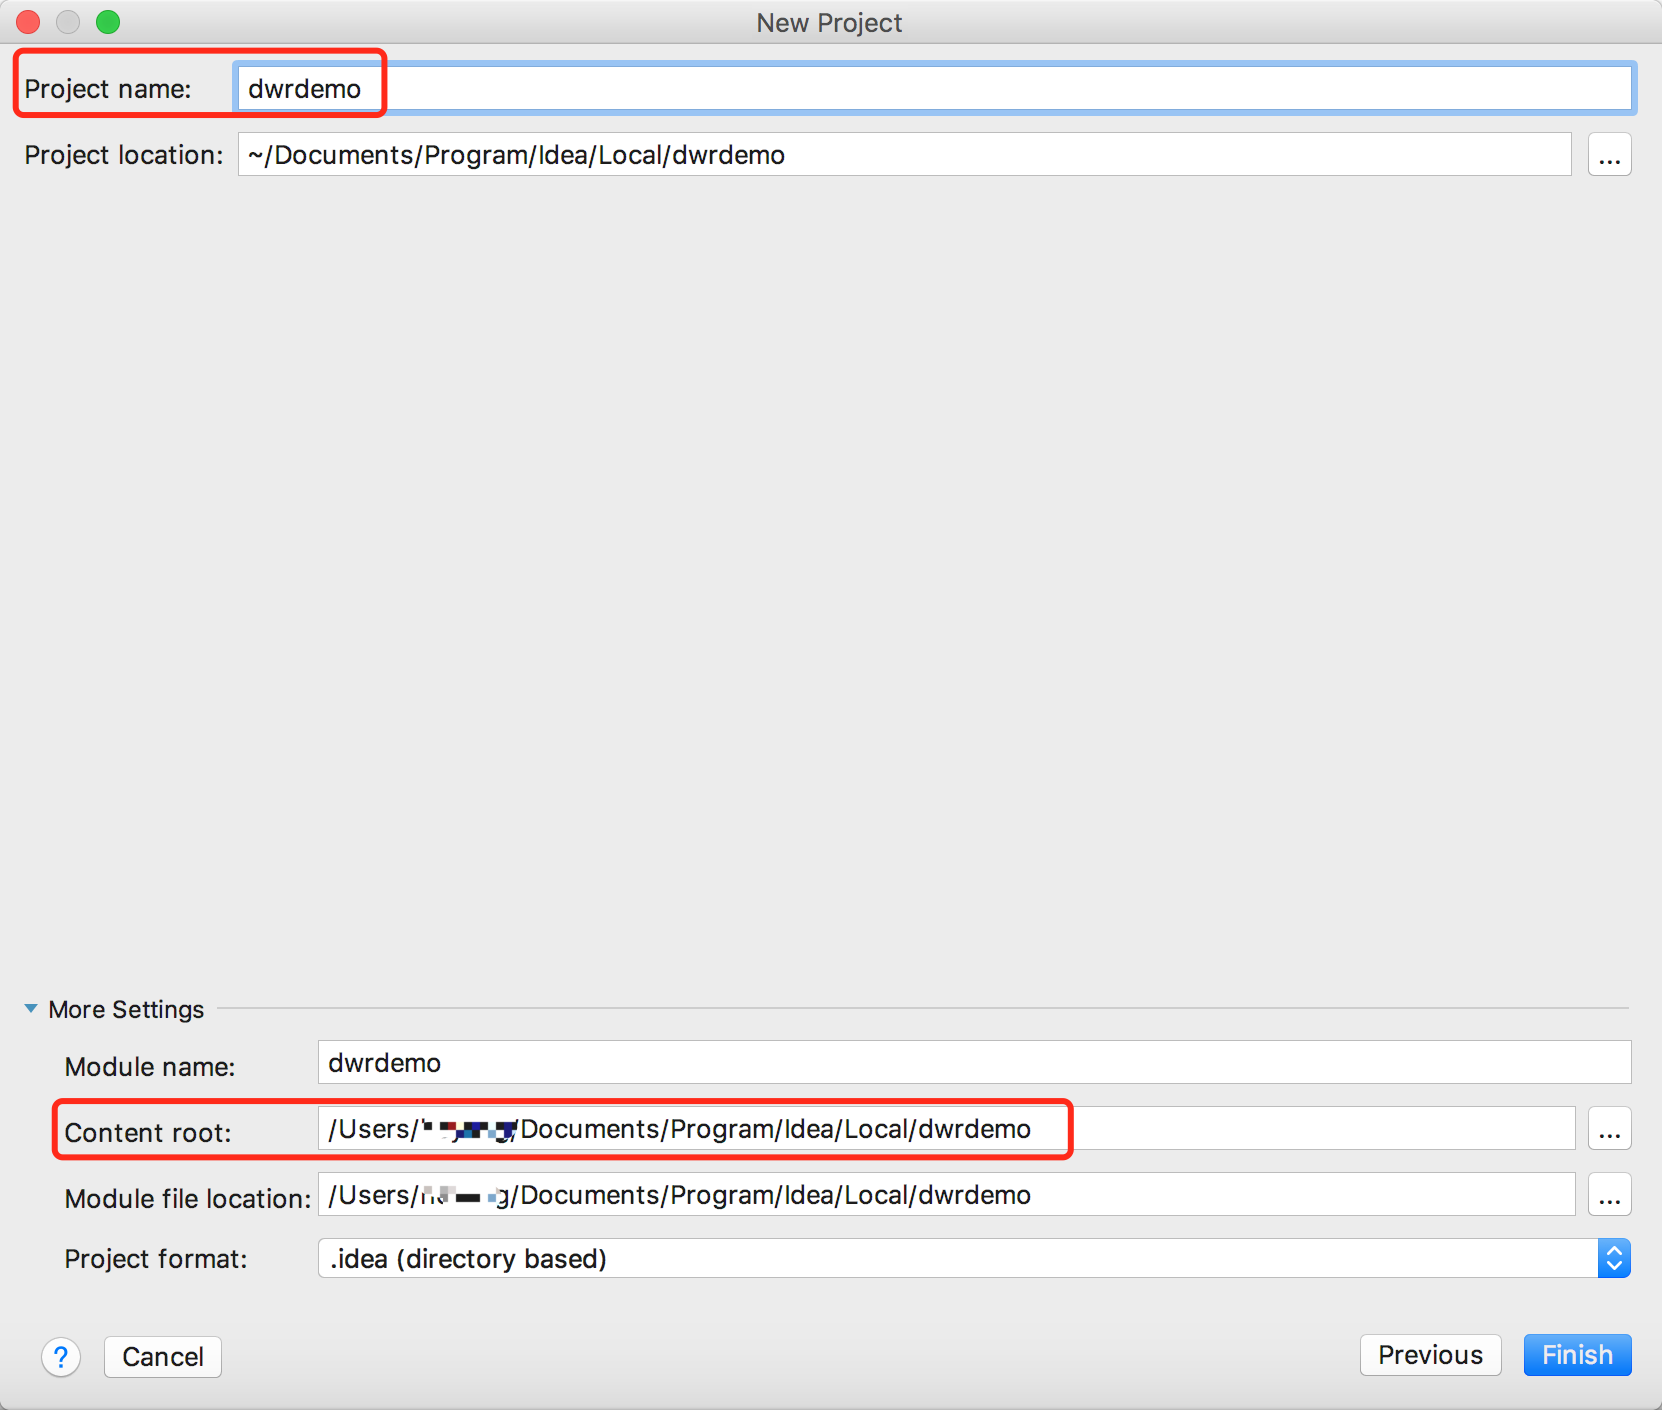 New Project
Project name: dwrdemo
Project location: ~/Documents/Program/Idea/Local/dwrdemo ...
More Settings
Module name: dwrdemo
Content root: /Users/ /Documents/Program/Idea/Local/dwrdemo ...
Module file location: /Users/ /Documents/Program/Idea/Local/dwrdemo ...
Project format: .idea (directory based)
? Cancel Previous Finish